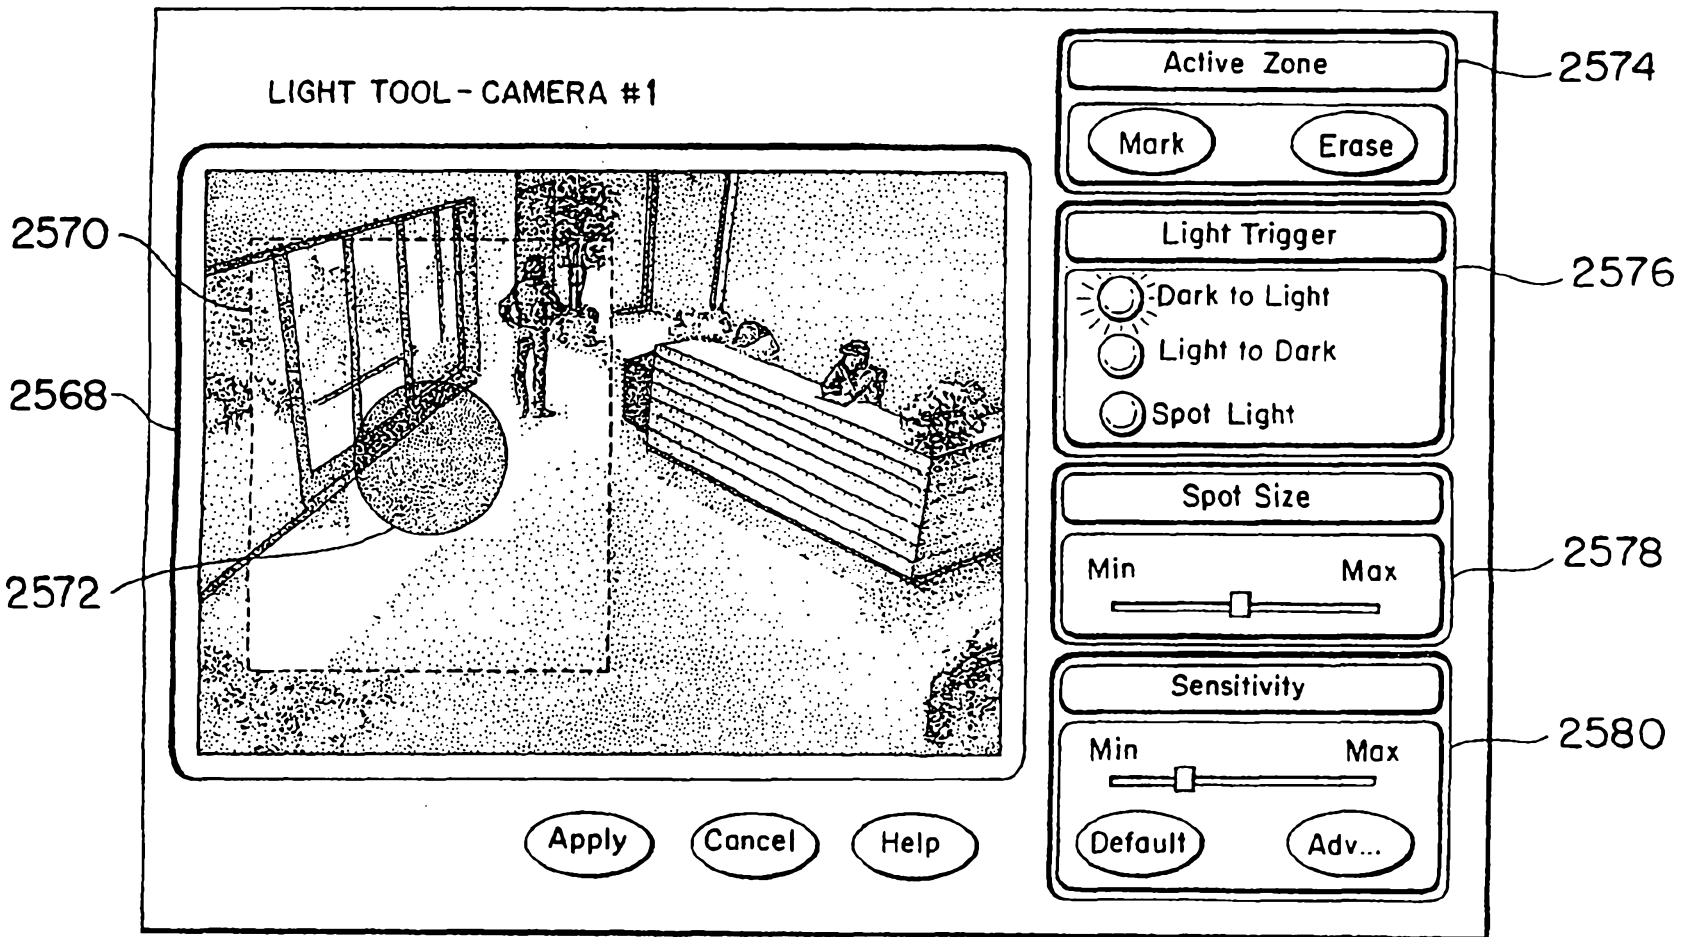 LIGHT TOOL - CAMERA #1
2570
2568
2572
Apply
Cancel
Help
Active Zone
Mark
Erase
2574
Light Trigger
Dark to Light
Light to Dark
Spot Light
2576
Spot Size
Min
Max
2578
Sensitivity
Min
Max
Default
Adv...
2580